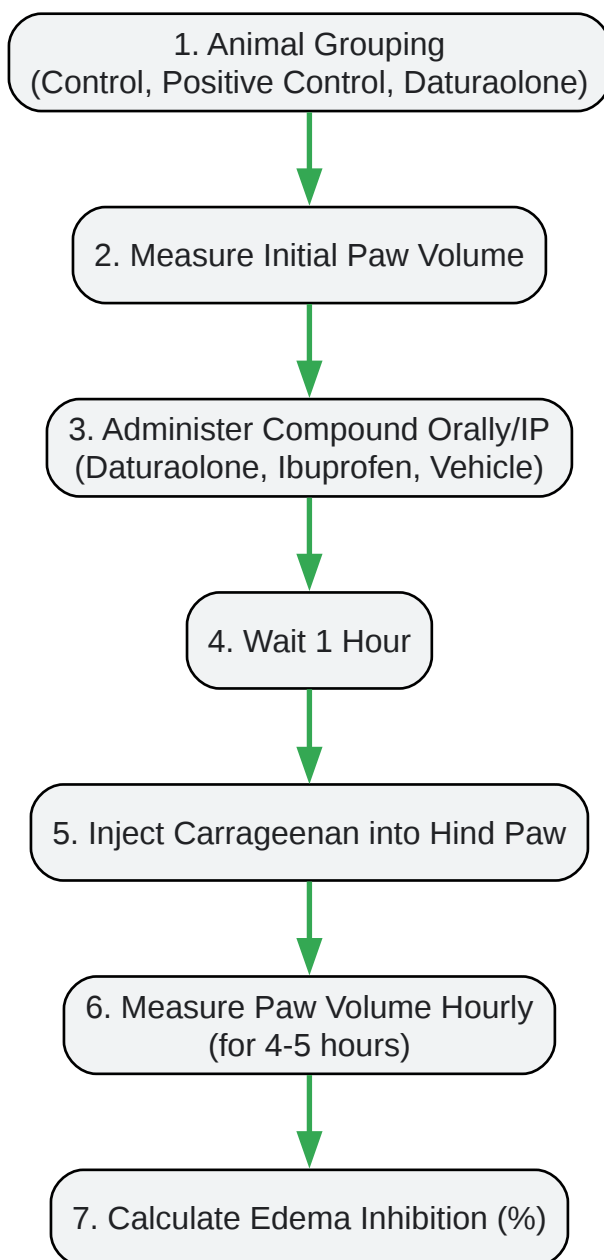 1. Animal Grouping
(Control, Positive Control, Daturaolone)
2. Measure Initial Paw Volume
3. Administer Compound Orally/IP
(Daturaolone, Ibuprofen, Vehicle)
4. Wait 1 Hour
5. Inject Carrageenan into Hind Paw
6. Measure Paw Volume Hourly
(for 4-5 hours)
7. Calculate Edema Inhibition (%)